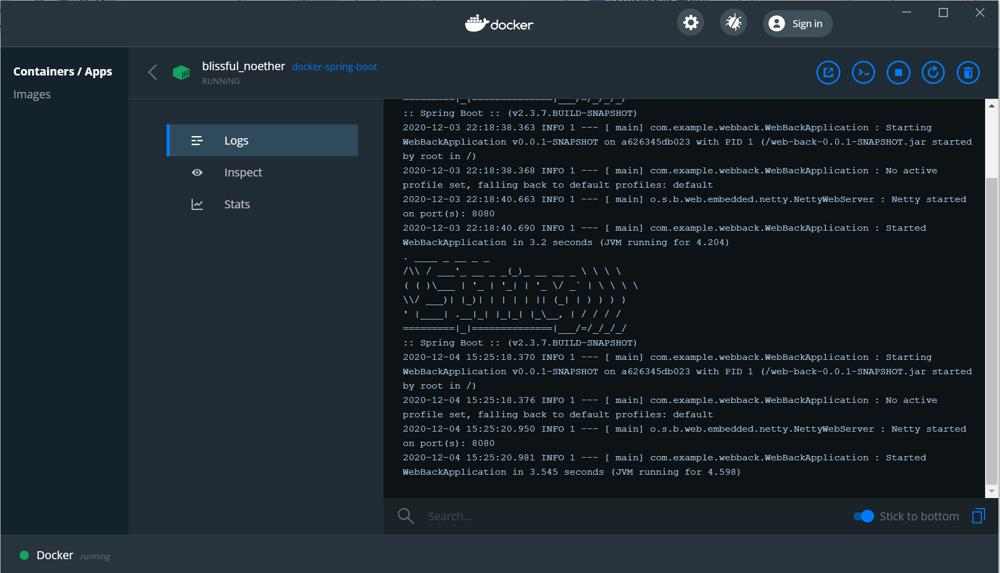 docker
Sign in
Containers / Apps
Images
blissful_noether docker-spring-boot
RUNNING
Logs
Inspect
Stats
=========|_|==============|___/=/_/_/_/
:: Spring Boot :: (v2.3.7.BUILD-SNAPSHOT)
2020-12-03 22:18:38.363 INFO 1 --- [ main] com.example.webback.WebBackApplication : Starting
WebBackApplication v0.0.1-SNAPSHOT on a626345db023 with PID 1 (/web-back-0.0.1-SNAPSHOT.jar started
by root in /)
2020-12-03 22:18:38.368 INFO 1 --- [ main] com.example.webback.WebBackApplication : No active
profile set, falling back to default profiles: default
2020-12-03 22:18:40.663 INFO 1 --- [ main] o.s.b.web.embedded.netty.NettyWebServer : Netty started
on port(s): 8080
2020-12-03 22:18:40.690 INFO 1 --- [ main] com.example.webback.WebBackApplication : Started
WebBackApplication in 3.2 seconds (JVM running for 4.204)
. ____ _ __ _ _
/\\ / ___'_ __ _ _(_)_ __ __ _ \ \ \ \
( ( )\___ | '_ | '_| | '_ \/ _` | \ \ \ \
\\/ ___)| |_)| | | | | || (_| | ) ) ) )
' |____| .__|_| |_|_| |_\__, | / / / /
=========|_|==============|___/=/_/_/_/
:: Spring Boot :: (v2.3.7.BUILD-SNAPSHOT)
2020-12-04 15:25:18.370 INFO 1 --- [ main] com.example.webback.WebBackApplication : Starting
WebBackApplication v0.0.1-SNAPSHOT on a626345db023 with PID 1 (/web-back-0.0.1-SNAPSHOT.jar started
by root in /)
2020-12-04 15:25:18.376 INFO 1 --- [ main] com.example.webback.WebBackApplication : No active
profile set, falling back to default profiles: default
2020-12-04 15:25:20.950 INFO 1 --- [ main] o.s.b.web.embedded.netty.NettyWebServer : Netty started
on port(s): 8080
2020-12-04 15:25:20.981 INFO 1 --- [ main] com.example.webback.WebBackApplication : Started
WebBackApplication in 3.545 seconds (JVM running for 4.598)
Search...
Stick to bottom
Docker running